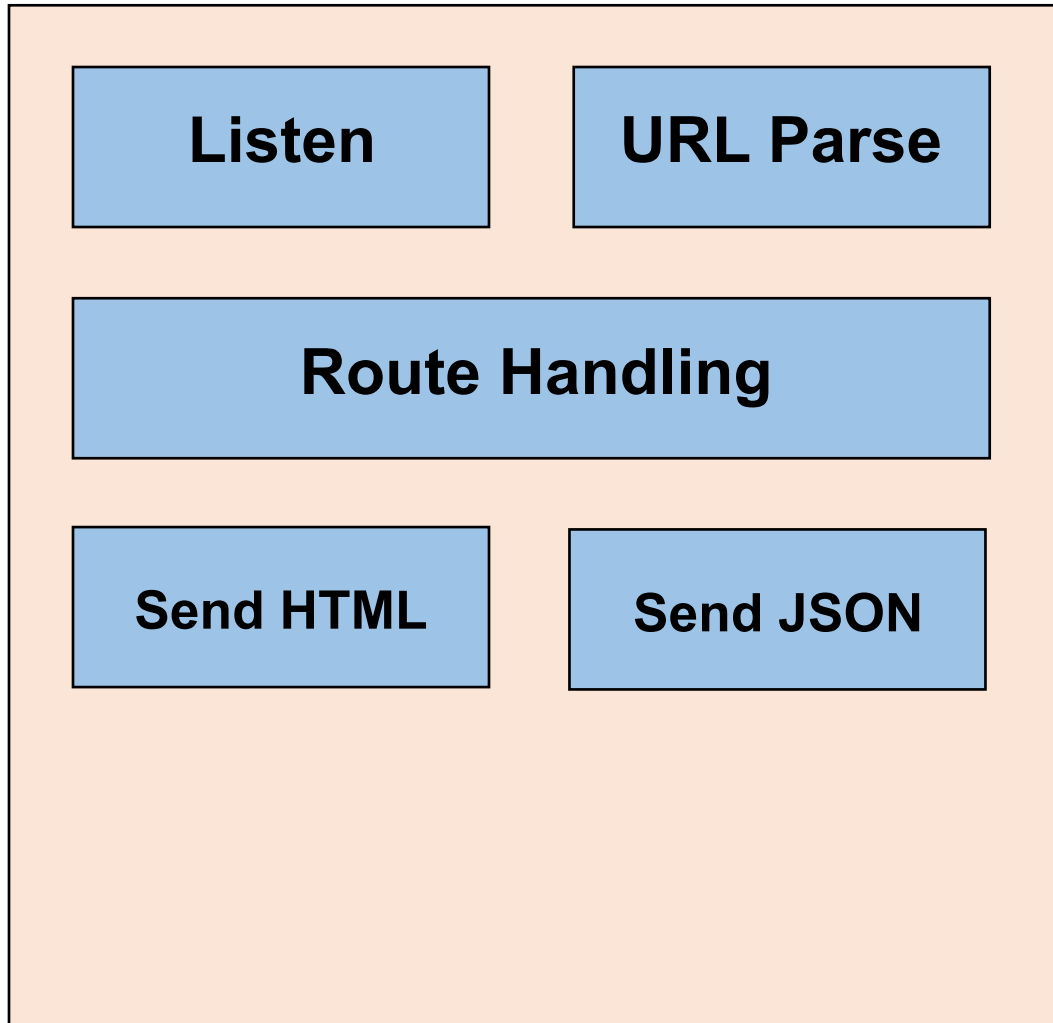 Listen
URL Parse
Route Handling
Send HTML
Send JSON